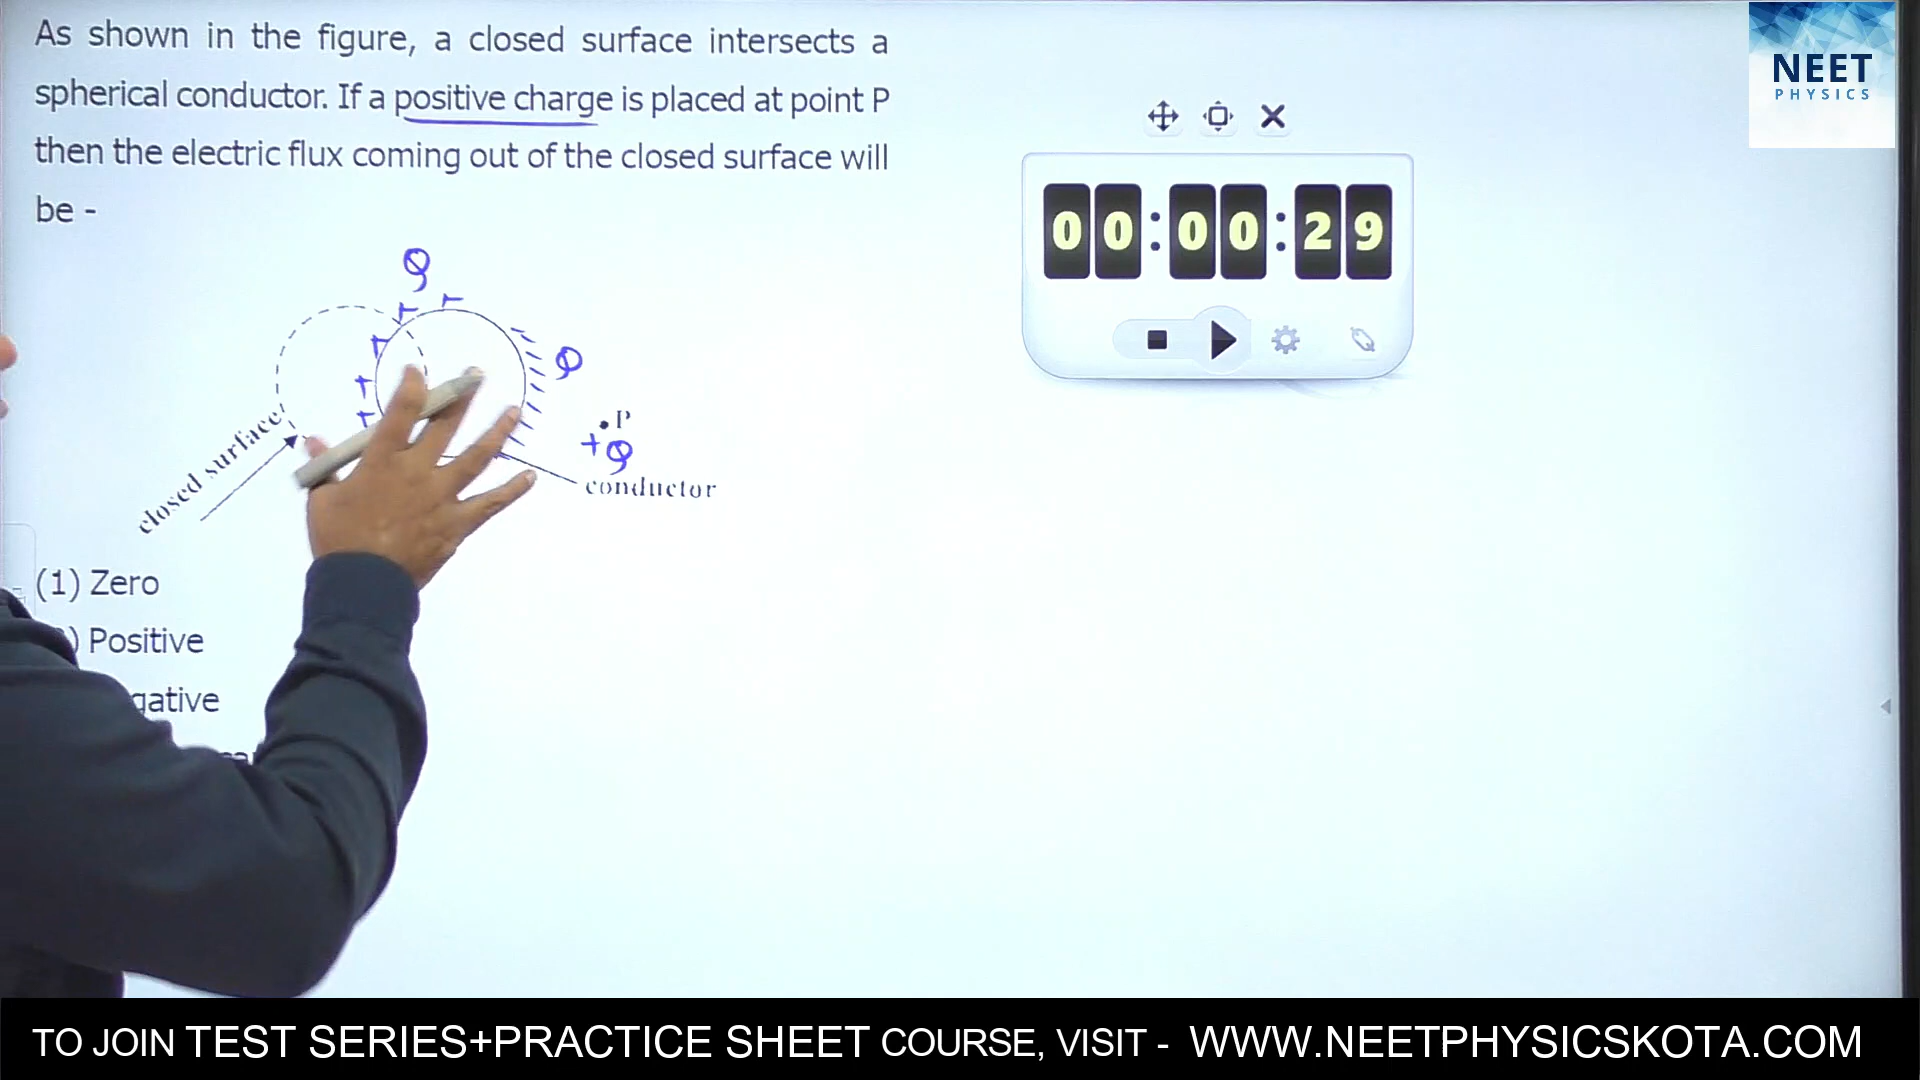 As shown in the figure, a closed surface intersects a
spherical conductor. If a positive charge is placed at point P
then the electric flux coming out of the closed surface will
be -
NEET
PHYSICS
00:00:29
Q
Q
P
+Q
conductor
closed surface
(1) Zero
) Positive
gative
TO JOIN TEST SERIES+PRACTICE SHEET COURSE, VISIT - WWW.NEETPHYSICSKOTA.COM